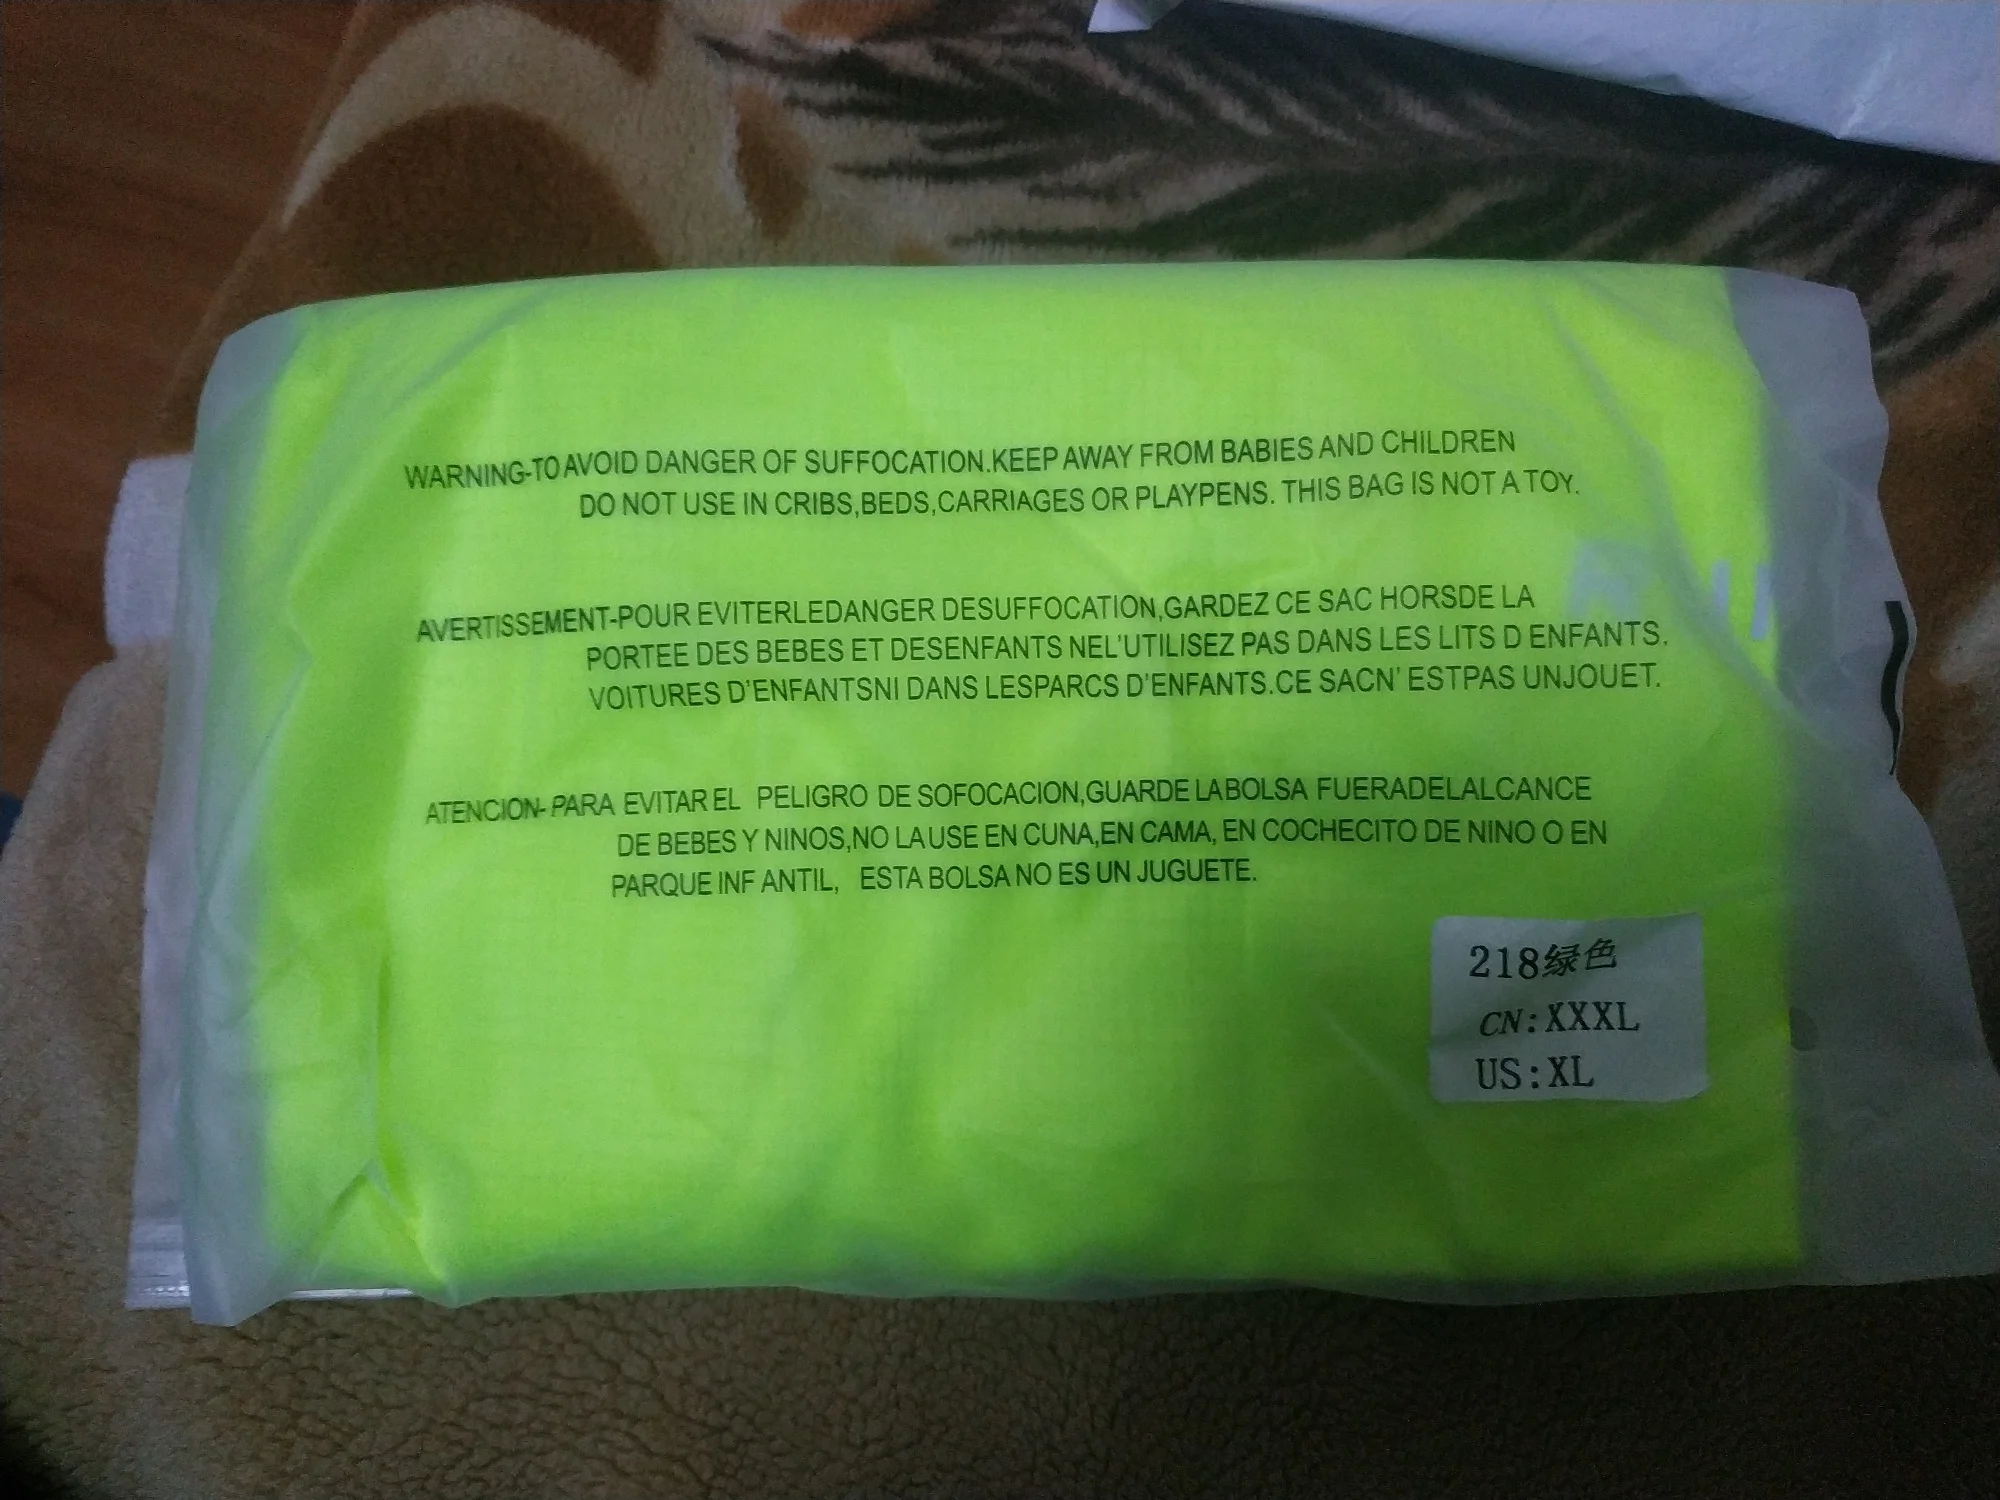 WARNING-TO AVOID DANGER OF SUFFOCATION.KEEP AWAY FROM BABIES AND CHILDREN
DO NOT USE IN CRIBS,BEDS,CARRIAGES OR PLAYPENS. THIS BAG IS NOT A TOY.
AVERTISSEMENT-POUR EVITERLEDANGER DESUFFOCATION,GARDEZ CE SAC HORSDE LA
PORTEE DES BEBES ET DESENFANTS NEL'UTILISEZ PAS DANS LES LITS D ENFANTS.
VOITURES D'ENFANTSNI DANS LESPARCS D'ENFANTS.CE SACN' ESTPAS UNJOUET.
ATENCION- PARA EVITAR EL PELIGRO DE SOFOCACION,GUARDE LABOLSA FUERADELALCANCE
DE BEBES Y NINOS,NO LAUSE EN CUNA,EN CAMA, EN COCHECITO DE NINO O EN
PARQUE INF ANTIL, ESTA BOLSA NO ES UN JUGUETE.
218绿色
CN:XXXL
US:XL